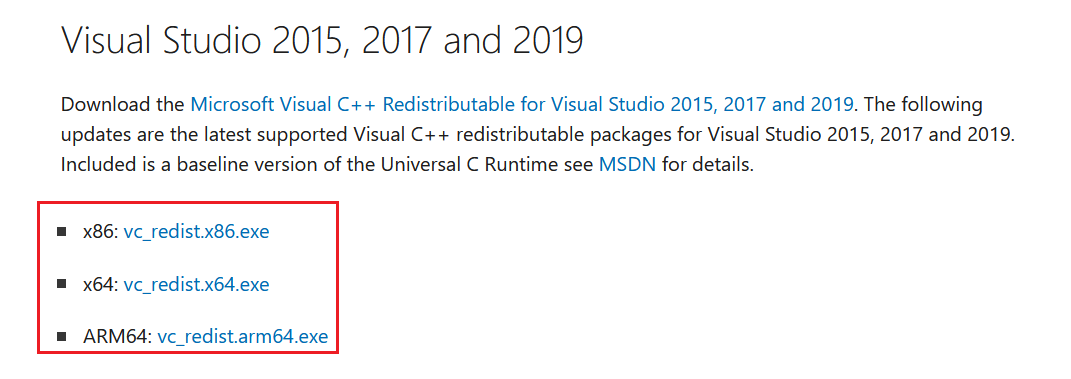 Visual Studio 2015, 2017 and 2019
Download the Microsoft Visual C++ Redistributable for Visual Studio 2015, 2017 and 2019. The following
updates are the latest supported Visual C++ redistributable packages for Visual Studio 2015, 2017 and 2019.
Included is a baseline version of the Universal C Runtime see MSDN for details.
x86: vc_redist.x86.exe
x64: vc_redist.x64.exe
ARM64: vc_redist.arm64.exe